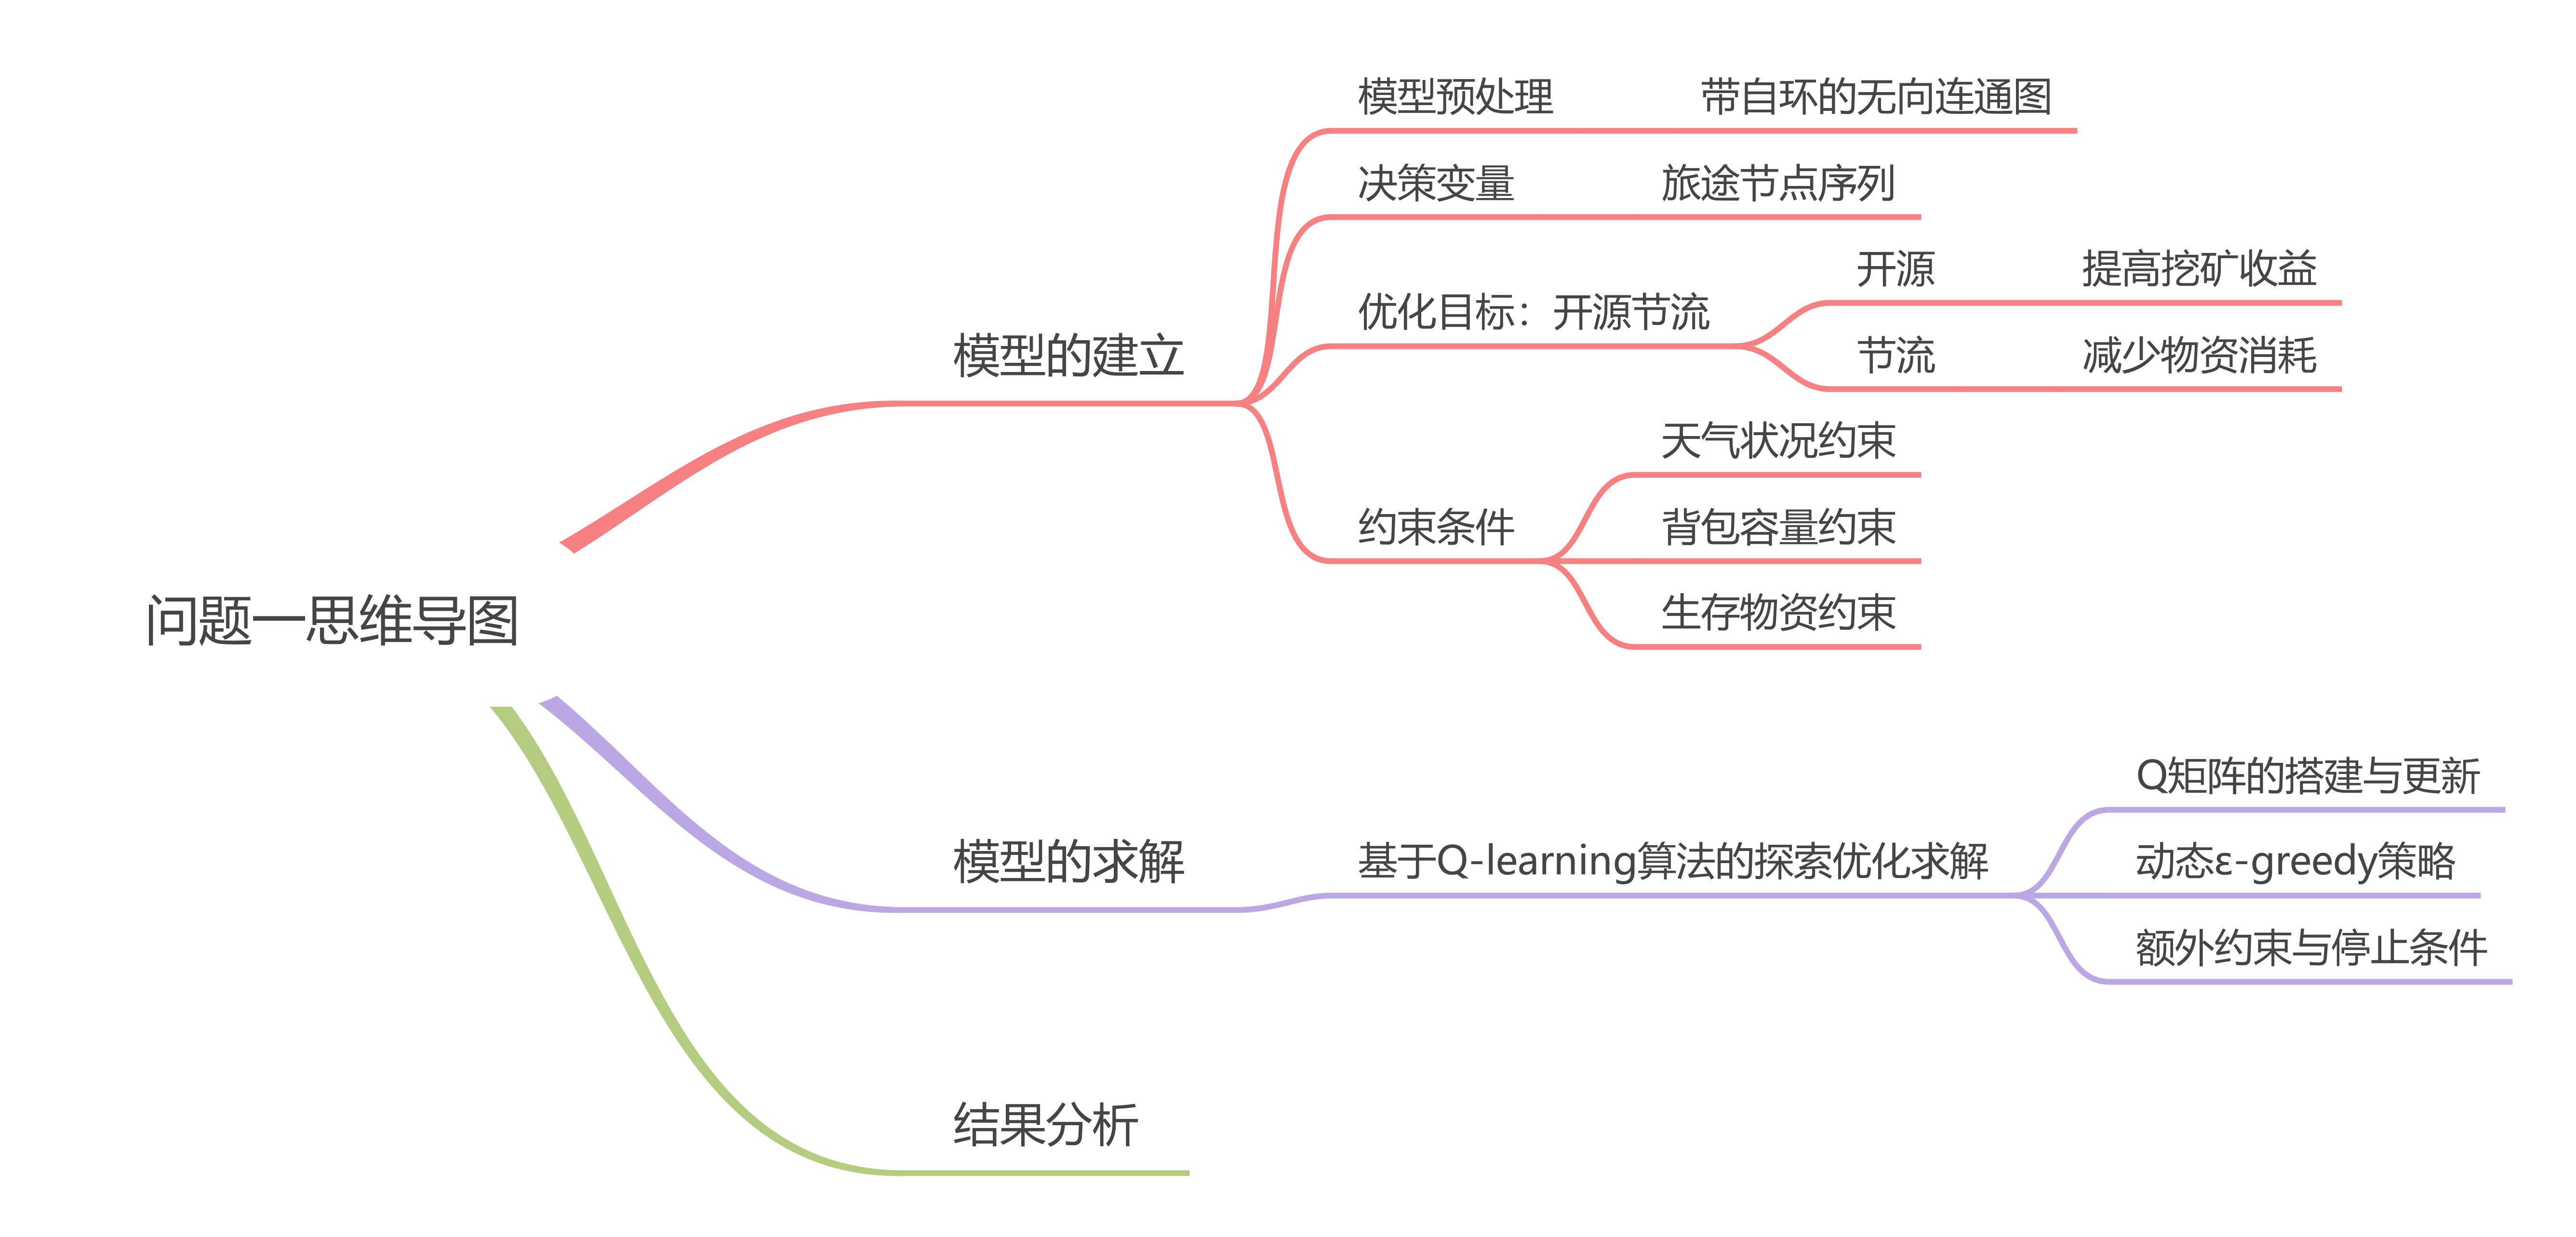 问题一思维导图
模型的建立
模型预处理
带自环的无向连通图
决策变量
旅途节点序列
优化目标：开源节流
开源
提高挖矿收益
节流
减少物资消耗
约束条件
天气状况约束
背包容量约束
生存物资约束
模型的求解
基于Q-learning算法的探索优化求解
Q矩阵的搭建与更新
动态ε-greedy策略
额外约束与停止条件
结果分析